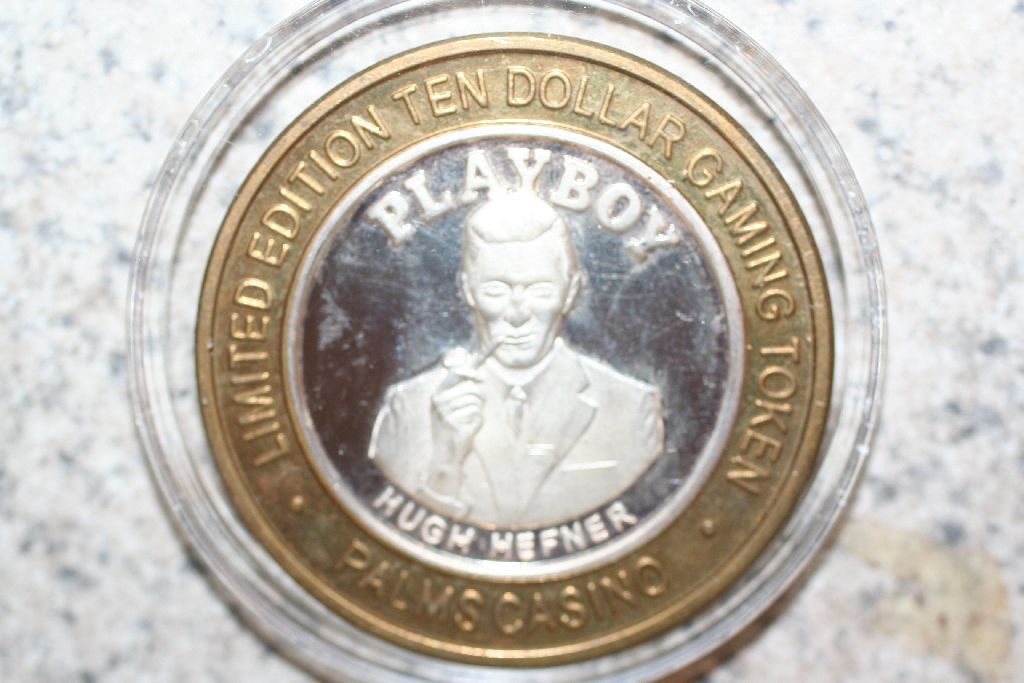 LIMITED EDITION TEN DOLLAR GAMING TOKEN
PLAYBOY
HUGH HEFNER
PALMS CASINO